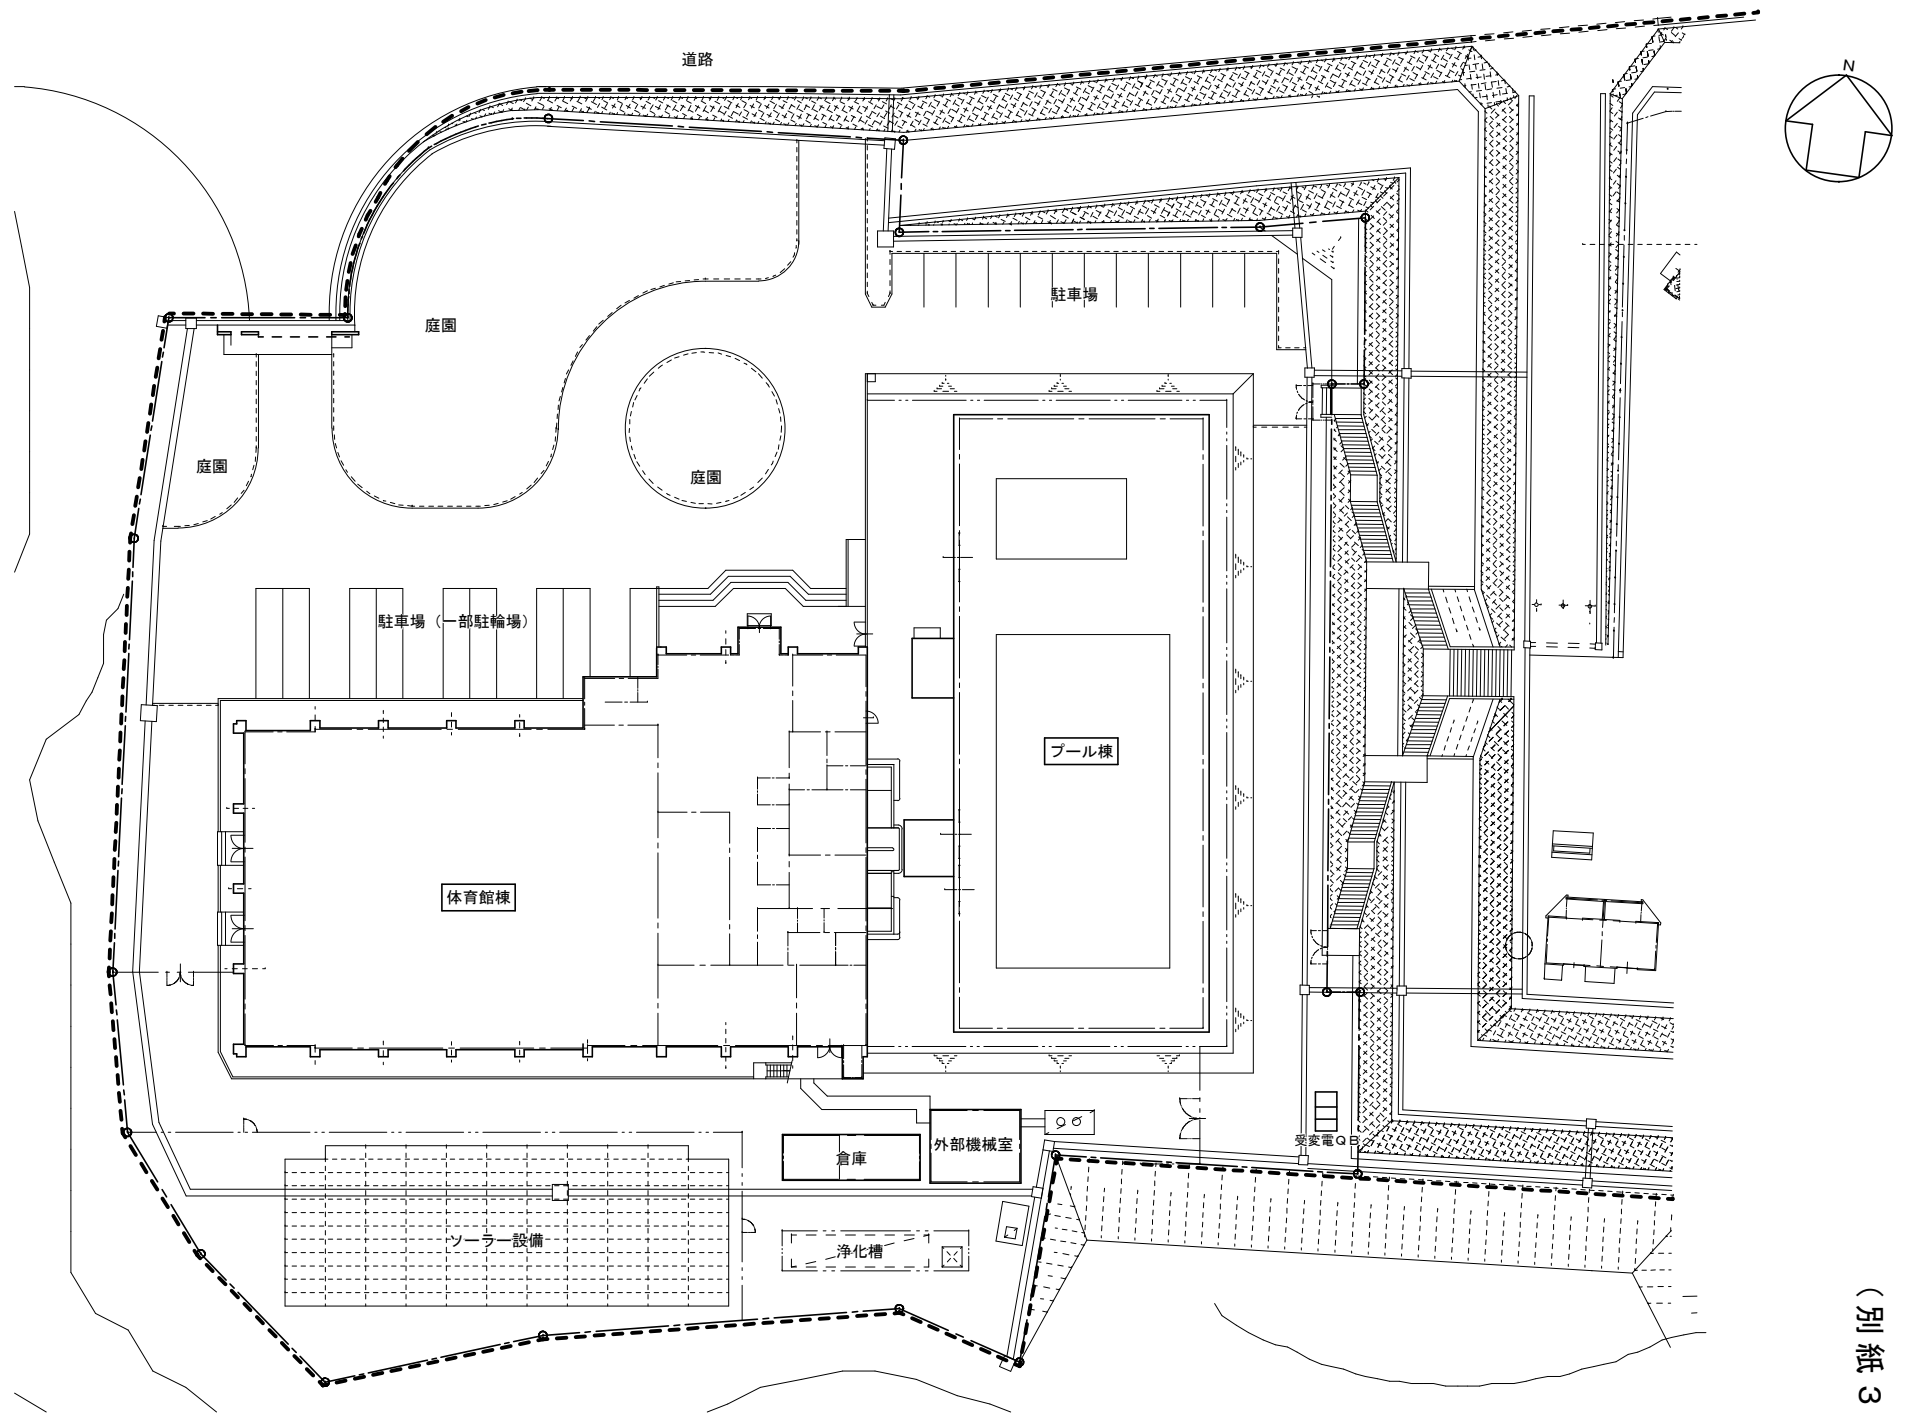 道路
N
駐車場
庭園
庭園
庭園
駐車場（一部駐輪場）
プール棟
体育館棟
受変電ＱＢ
外部機械室
倉庫
ソーラー設備
浄化槽
（別紙３